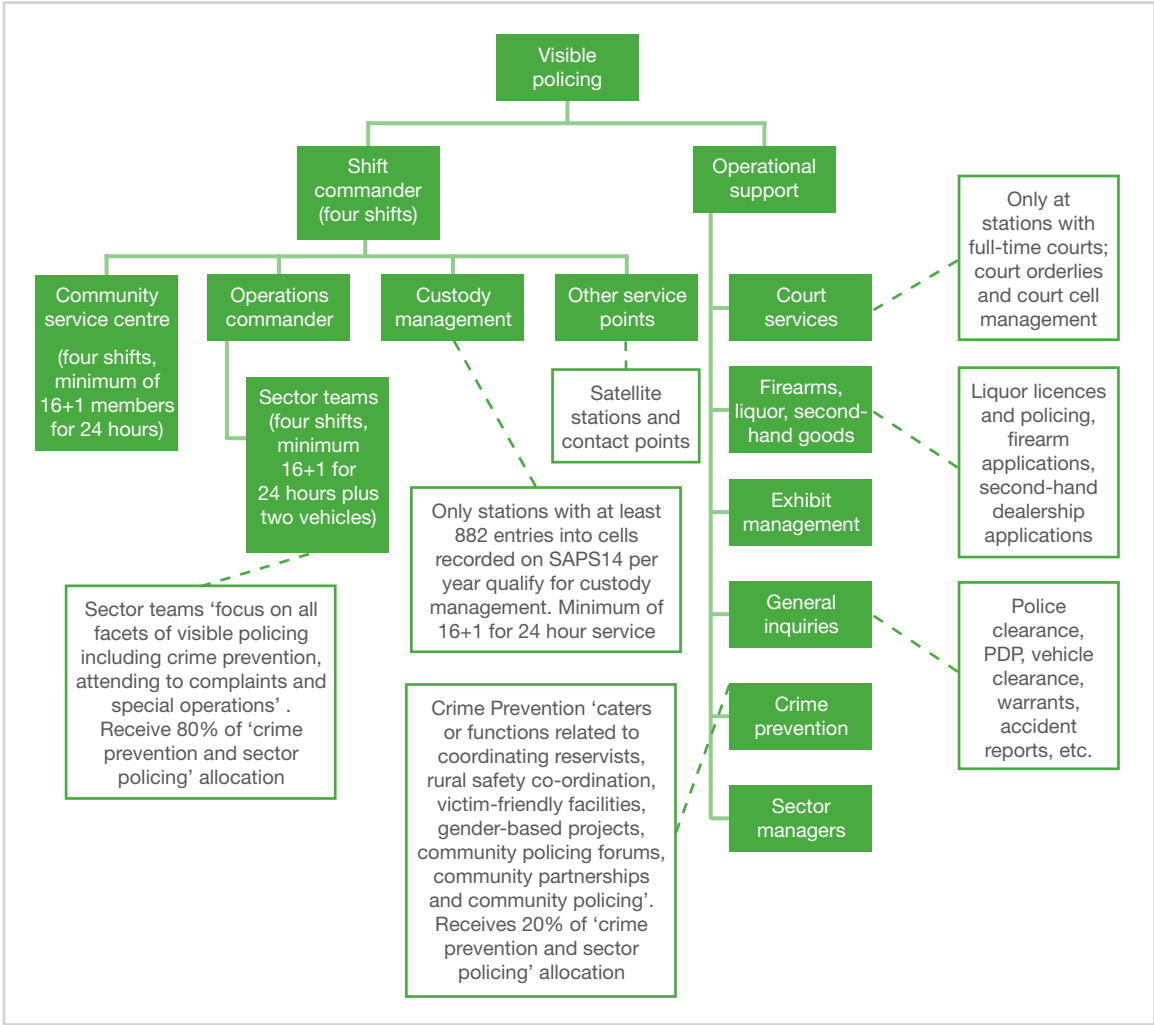 Visible
policing
Shift
commander
(four shifts)
Operational
support
Community
service centre
(four shifts,
minimum of
16+1 members
for 24 hours)
Operations
commander
Custody
management
Other service
points
Sector teams
(four shifts,
minimum
16+1 for
24 hours plus
two vehicles)
Satellite
stations and
contact points
Only stations with at least
882 entries into cells
recorded on SAPS14 per
year qualify for custody
management. Minimum of
16+1 for 24 hour service
Sector teams ‘focus on all
facets of visible policing
including crime prevention,
attending to complaints and
special operations’ .
Receive 80% of ‘crime
prevention and sector
policing’ allocation
Crime Prevention ‘caters
or functions related to
coordinating reservists,
rural safety co-ordination,
victim-friendly facilities,
gender-based projects,
community policing forums,
community partnerships
and community policing’.
Receives 20% of ‘crime
prevention and sector
policing’ allocation
Court
services
Firearms,
liquor, second-
hand goods
Exhibit
management
General
inquiries
Crime
prevention
Sector
managers
Only at
stations with
full-time courts;
court orderlies
and court cell
management
Liquor licences
and policing,
firearm
applications,
second-hand
dealership
applications
Police
clearance,
PDP, vehicle
clearance,
warrants,
accident
reports, etc.